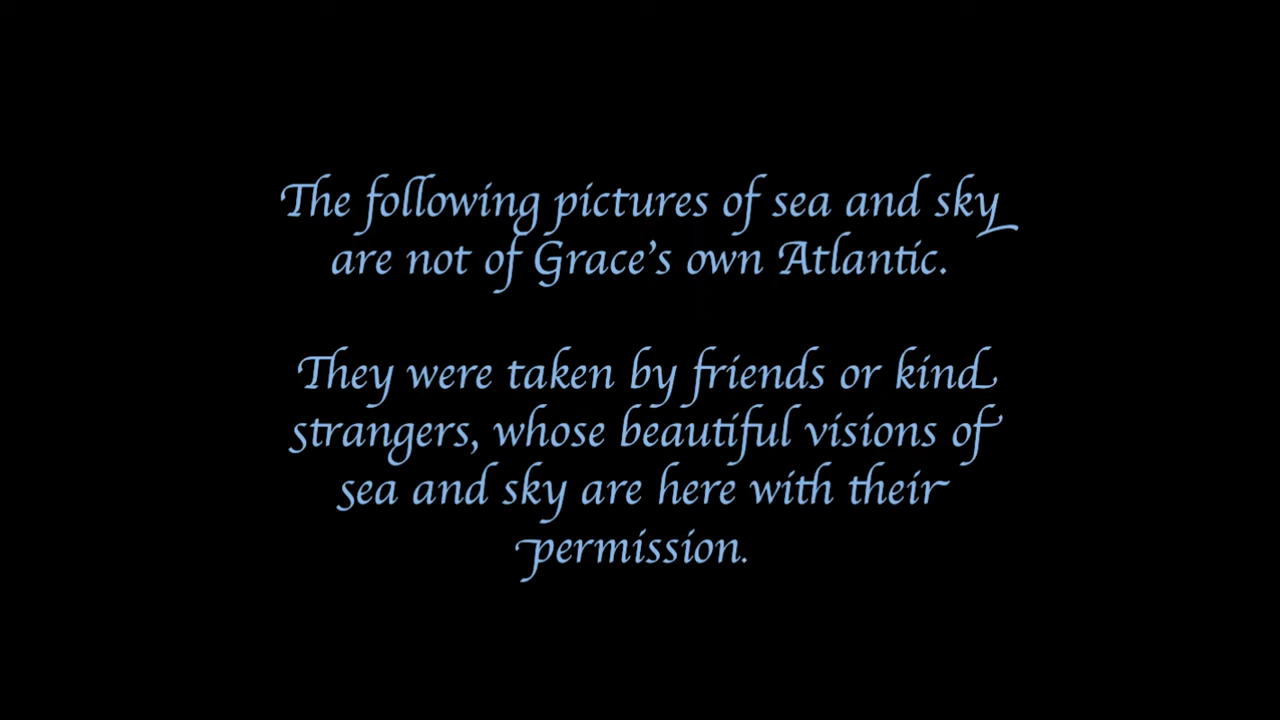 The following pictures of sea and sky
are not of Grace's own Atlantic.
They were taken by friends or kind
strangers, whose beautiful visions of
sea and sky are here with their
permission.